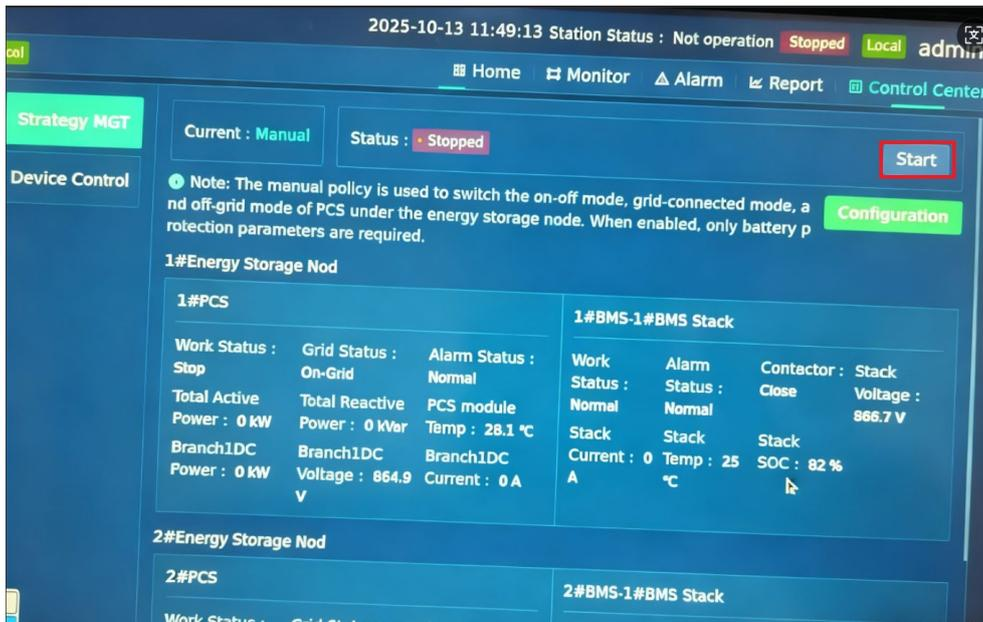 2025-10-13 11:49:13 Station Status : Not operation Stopped Local admin
Home Monitor Alarm Report Control Center
Strategy MGT
Device Control
Current : Manual
Status : Stopped
Start
Note: The manual policy is used to switch the on-off mode, grid-connected mode, a
nd off-grid mode of PCS under the energy storage node. When enabled, only battery p
rotection parameters are required.
Configuration
1#Energy Storage Nod
1#PCS
Work Status :
Stop
Grid Status :
On-Grid
Alarm Status :
Normal
Total Active
Power : 0 kW
Total Reactive
Power : 0 kVar
PCS module
Temp : 28.1 ℃
Branch1DC
Power : 0 kW
Branch1DC
Voltage : 864.9
V
Branch1DC
Current : 0 A
1#BMS-1#BMS Stack
Work
Status :
Normal
Alarm
Status :
Normal
Contactor :
Close
Stack
Voltage :
866.7 V
Stack
Current : 0
A
Stack
Temp : 25
℃
Stack
SOC : 82 %
2#Energy Storage Nod
2#PCS
2#BMS-1#BMS Stack
Work Status :